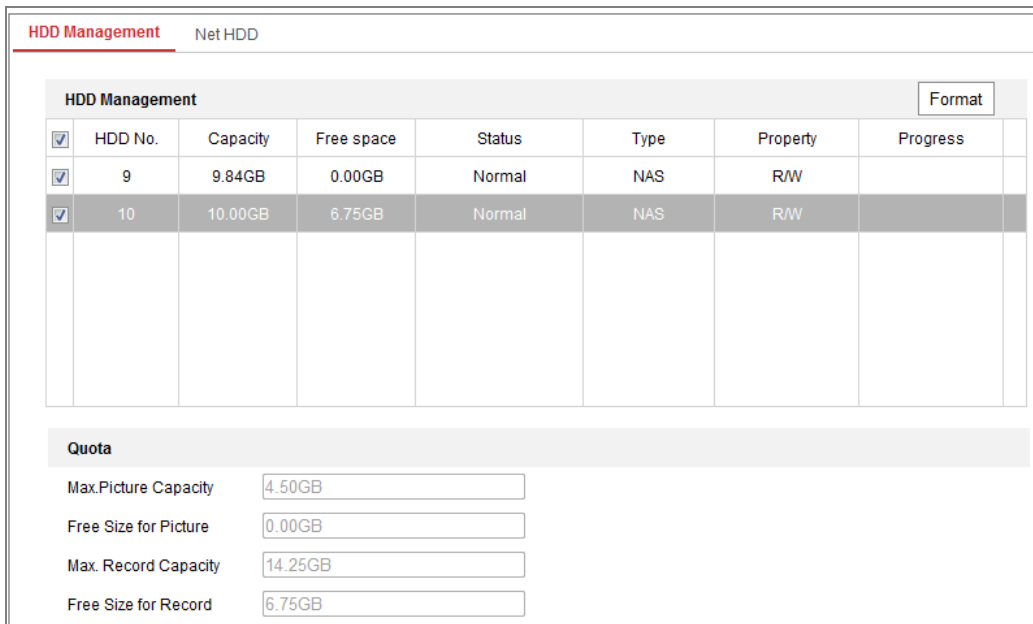 HDD Management Net HDD
HDD Management Format
HDD No. Capacity Free space Status Type Property Progress
9 9.84GB 0.00GB Normal NAS R/W
10 10.00GB 6.75GB Normal NAS R/W
Quota
Max.Picture Capacity 4.50GB
Free Size for Picture 0.00GB
Max. Record Capacity 14.25GB
Free Size for Record 6.75GB